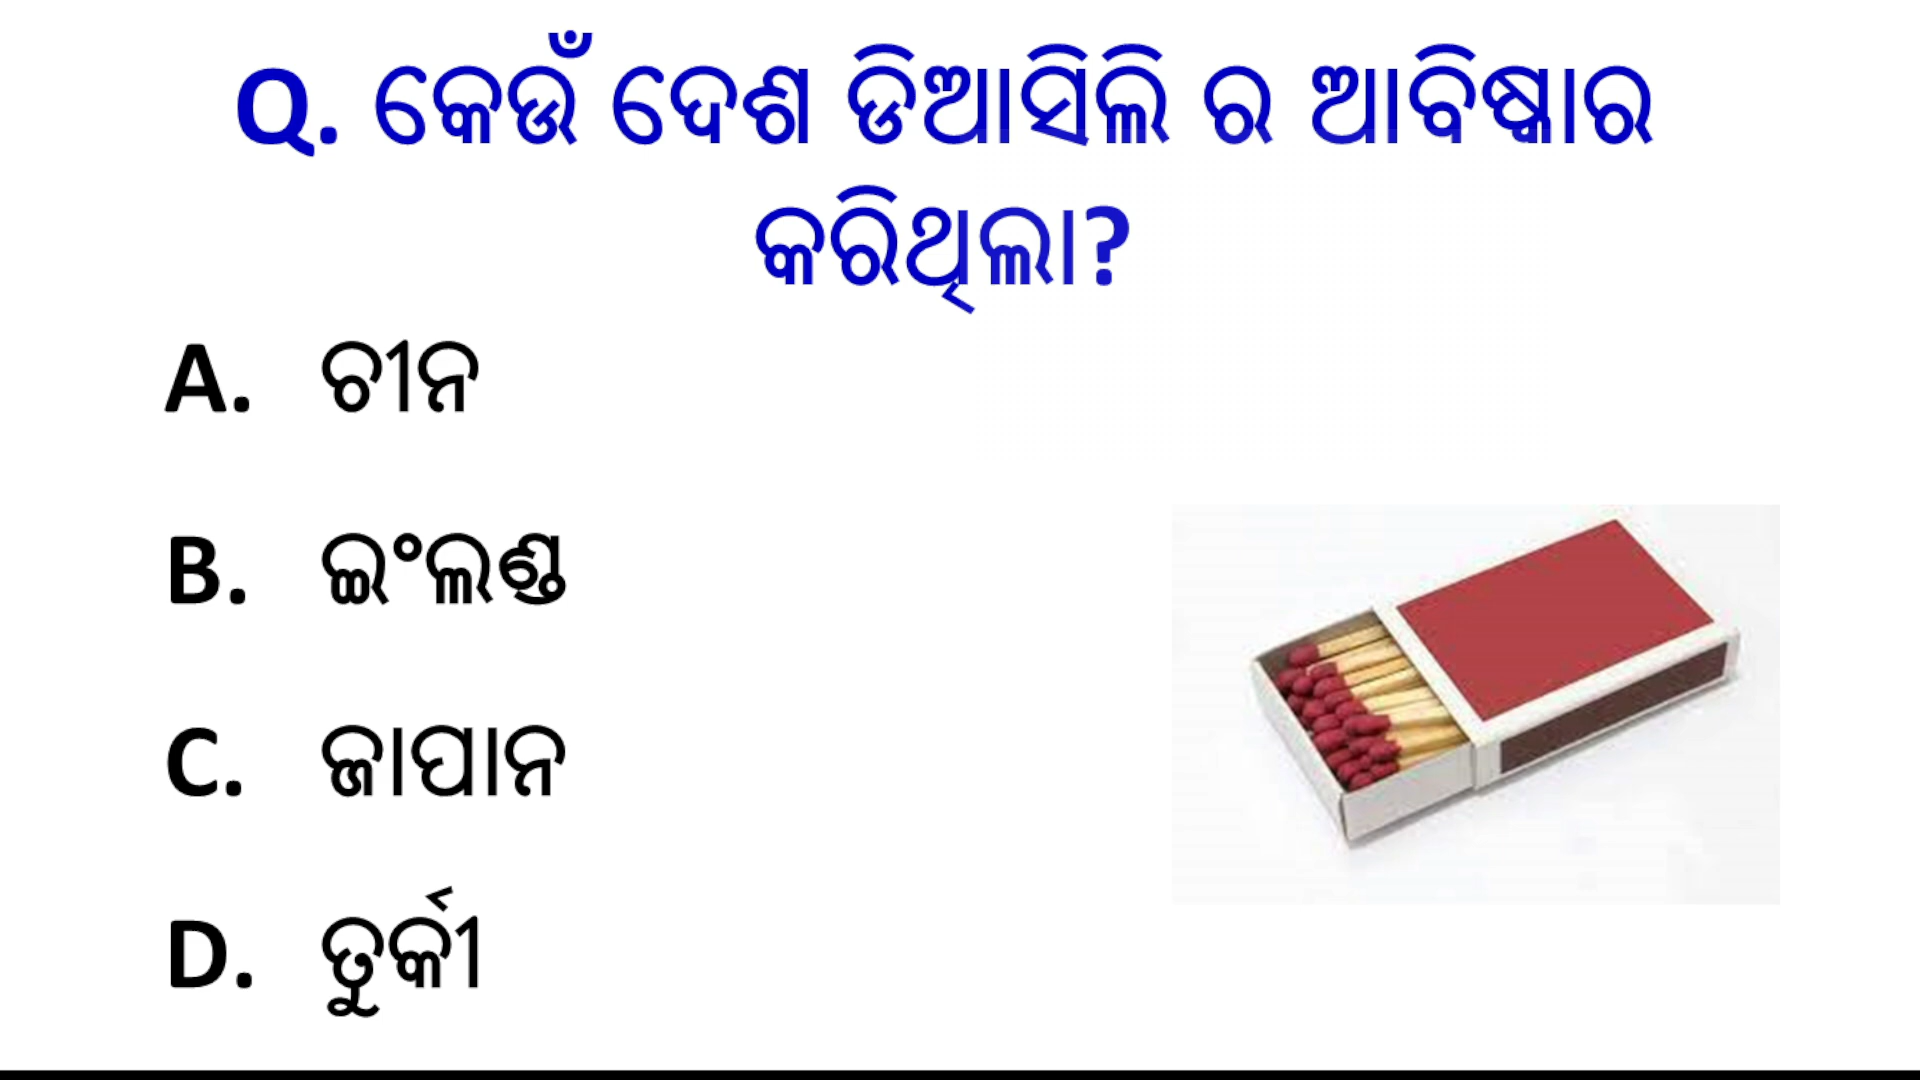 Q. କେଉଁ ଦେଶ ଡିଆସିଲି ର ଆବିଷ୍କାର
କରିଥିଲା?
A. ଚୀନ
B. ଇଂଲଣ୍ଡ
C. ଜାପାନ
D. ତୁର୍କୀ